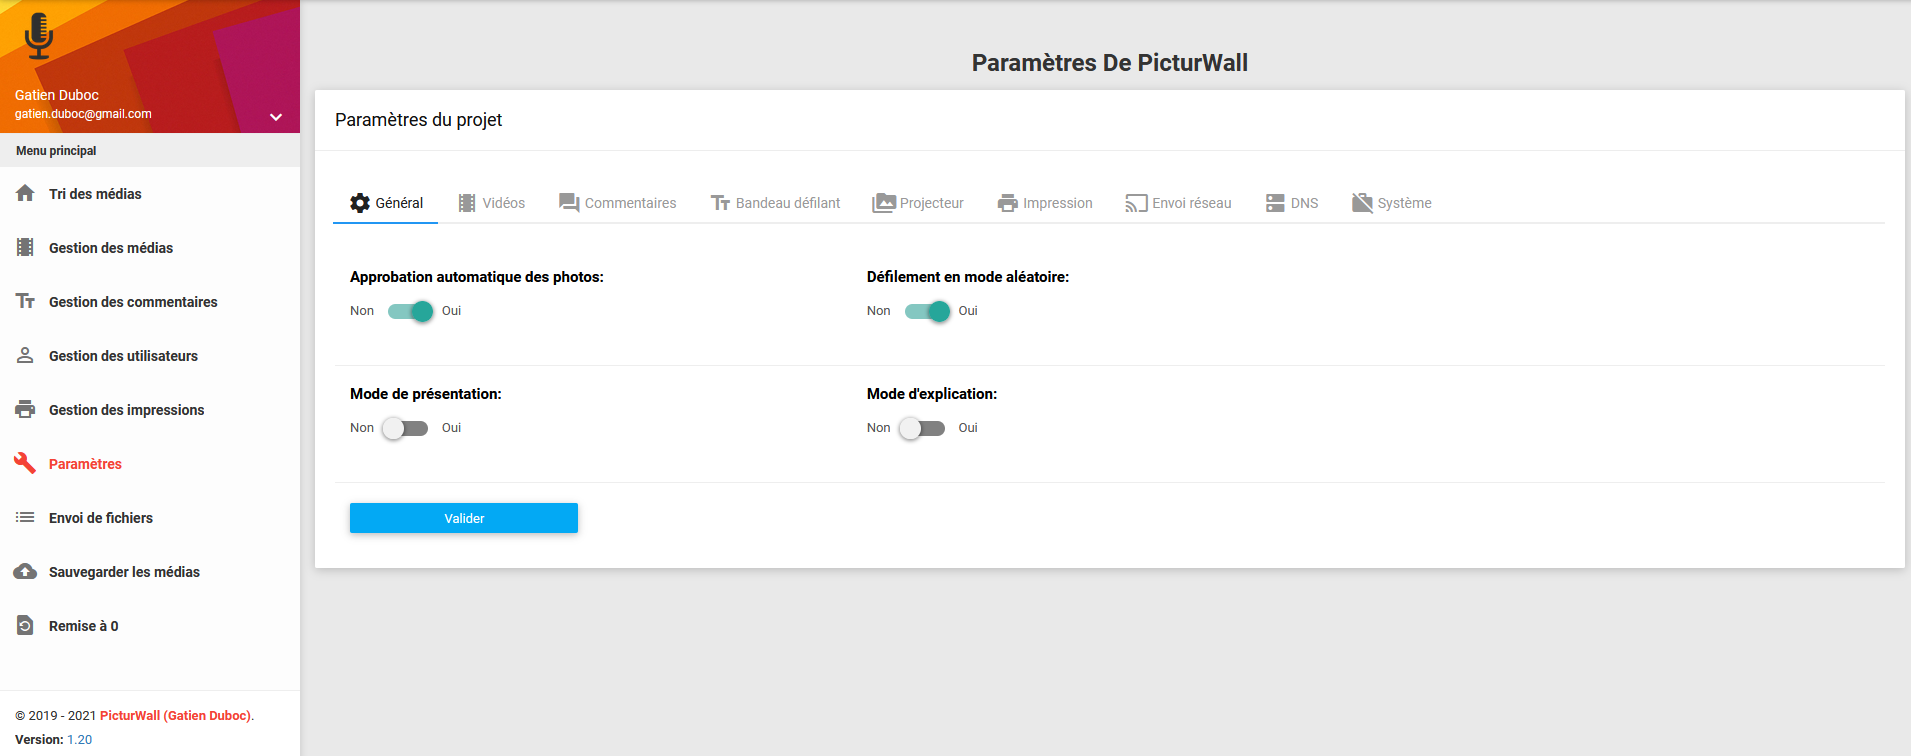 Gatien Duboc
gatien.duboc@gmail.com
Menu principal
Tri des médias
Gestion des médias
Gestion des commentaires
Gestion des utilisateurs
Gestion des impressions
Paramètres
Envoi de fichiers
Sauvegarder les médias
Remise à 0
© 2019 - 2021 PicturWall (Gatien Duboc).
Version: 1.20
Paramètres De PicturWall
Paramètres du projet
Général Vidéos Commentaires Bandeau défilant Projecteur Impression Envoi réseau DNS Système
Approbation automatique des photos: Défilement en mode aléatoire:
Non Oui Non Oui
Mode de présentation: Mode d'explication:
Non Oui Non Oui
Valider